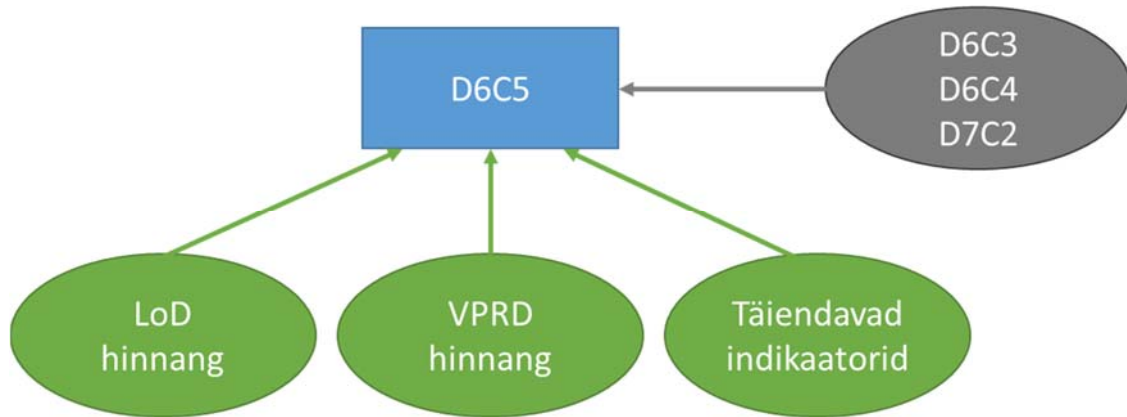 D6C5
D6C3
D6C4
D7C2
LoD
hinnang
VPRD
hinnang
Täiendavad
indikaatorid